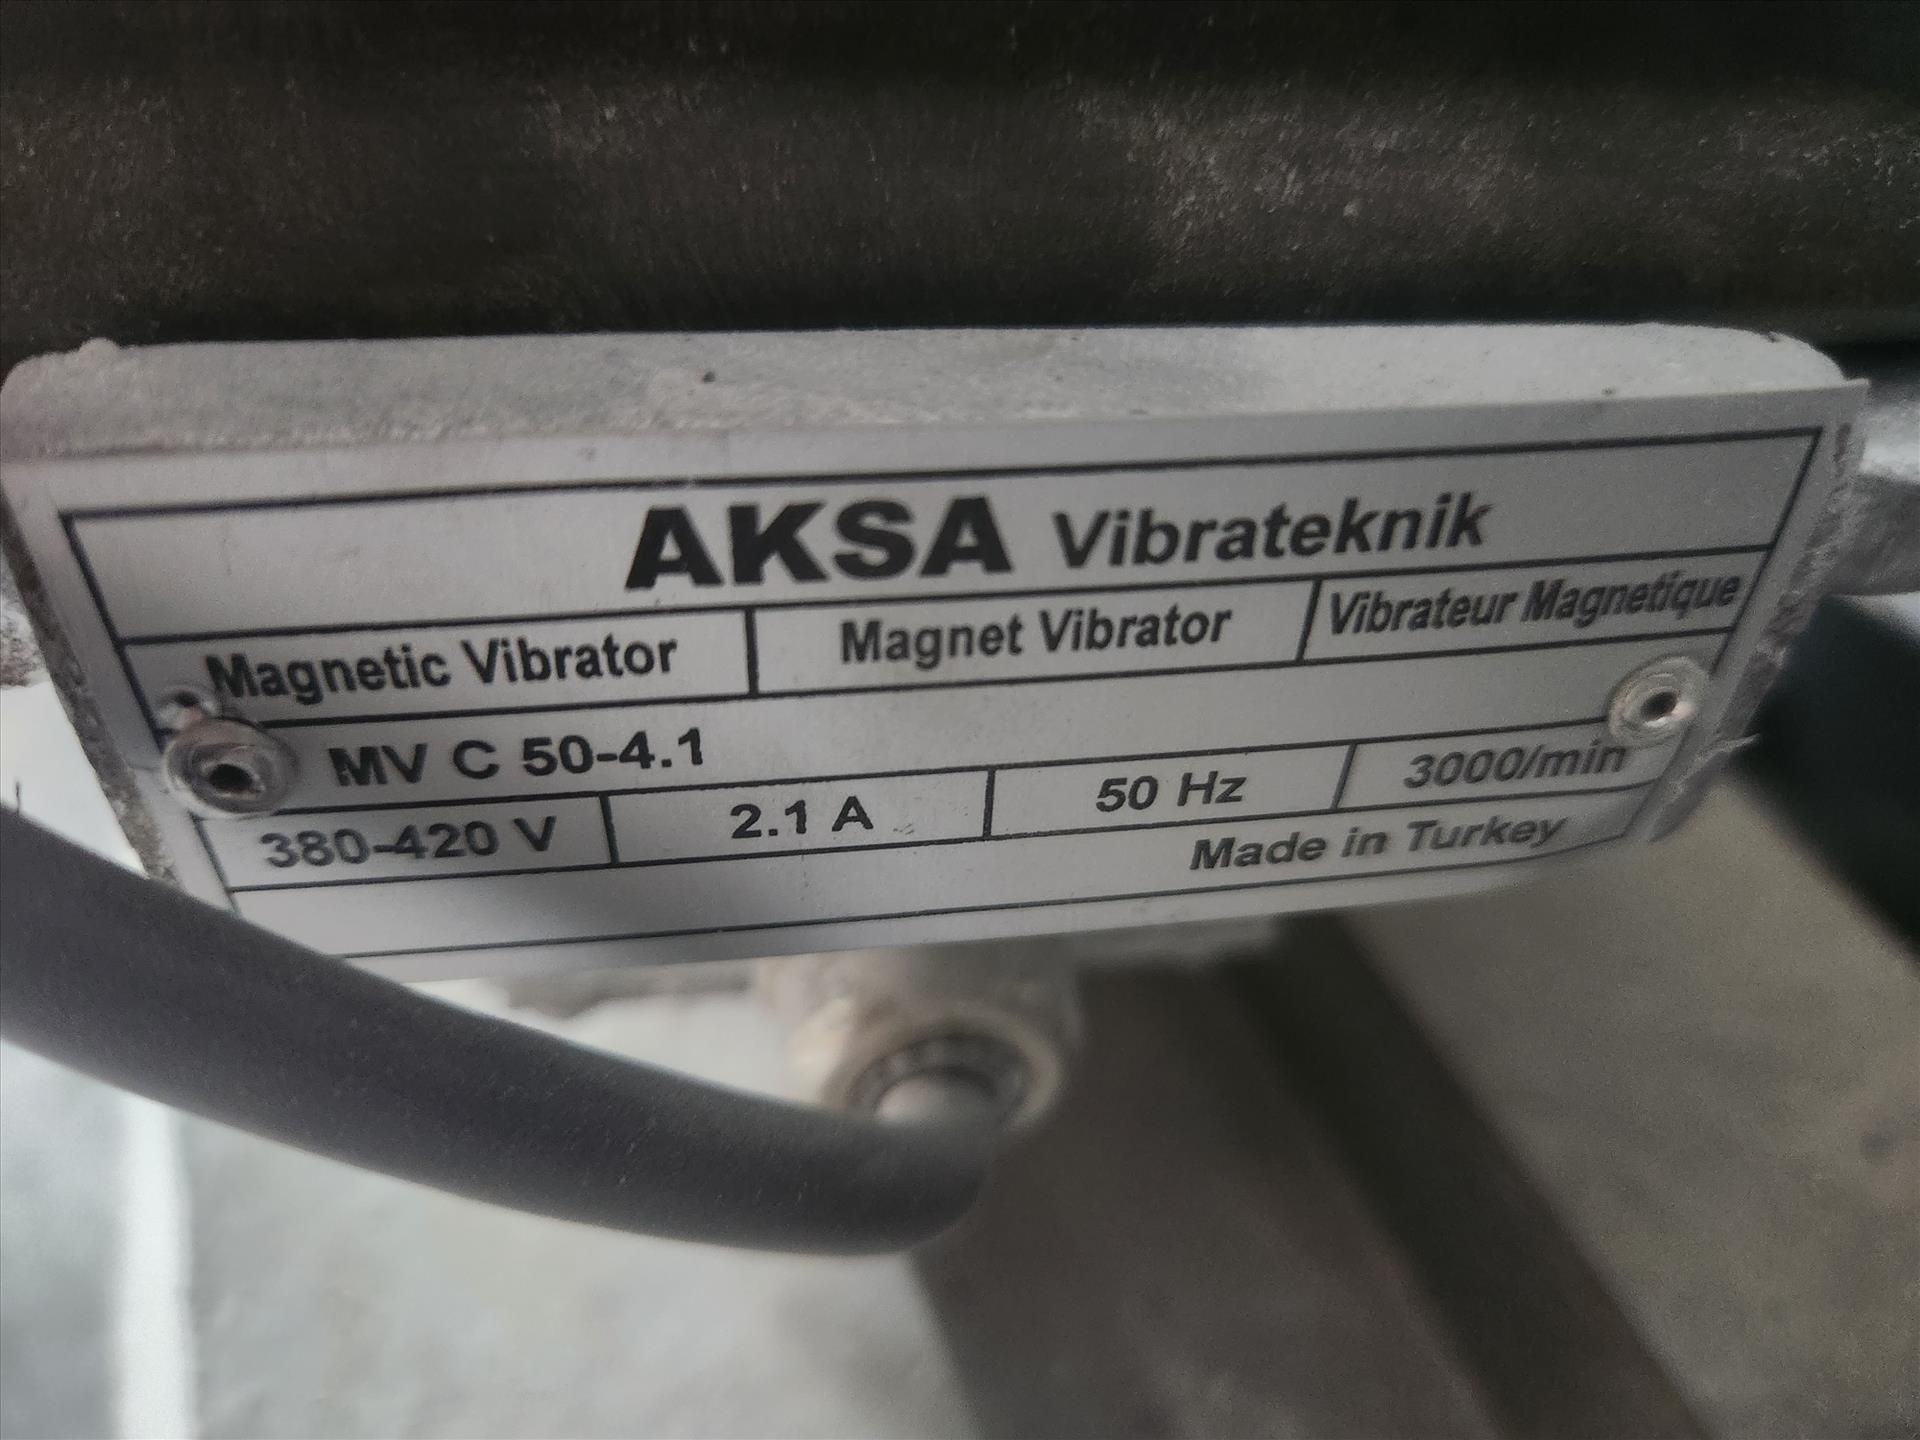 AKSA Vibrateknik
Magnetic Vibrator Magnet Vibrator Vibrateur Magnetique
MV C 50-4.1
380-420 V 2.1 A 50 Hz 3000/min
Made in Turkey